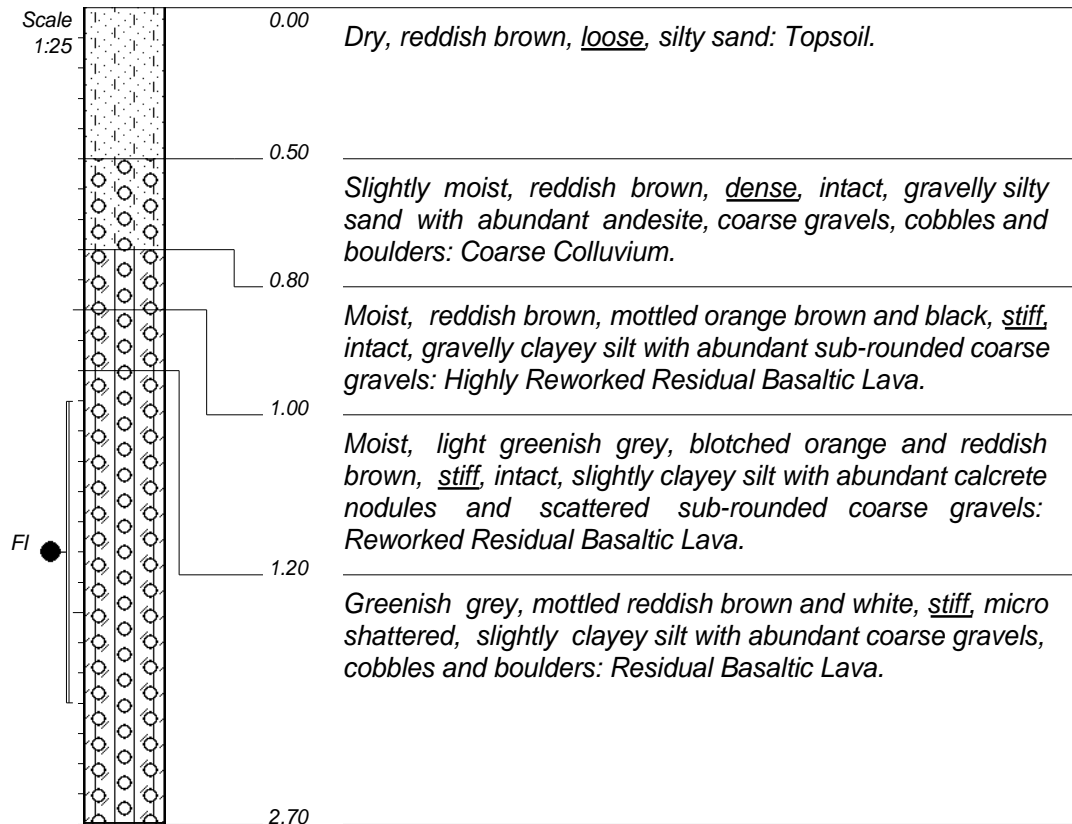 Scale
1:25
0.00
Dry, reddish brown, loose, silty sand: Topsoil.
0.50
Slightly moist, reddish brown, dense, intact, gravelly silty
sand with abundant andesite, coarse gravels, cobbles and
boulders: Coarse Colluvium.
0.80
Moist, reddish brown, mottled orange brown and black, stiff,
intact, gravelly clayey silt with abundant sub-rounded coarse
gravels: Highly Reworked Residual Basaltic Lava.
1.00
Moist, light greenish grey, blotched orange and reddish
brown, stiff, intact, slightly clayey silt with abundant calcrete
nodules and scattered sub-rounded coarse gravels:
Reworked Residual Basaltic Lava.
FI
1.20
Greenish grey, mottled reddish brown and white, stiff, micro
shattered, slightly clayey silt with abundant coarse gravels,
cobbles and boulders: Residual Basaltic Lava.
2.70